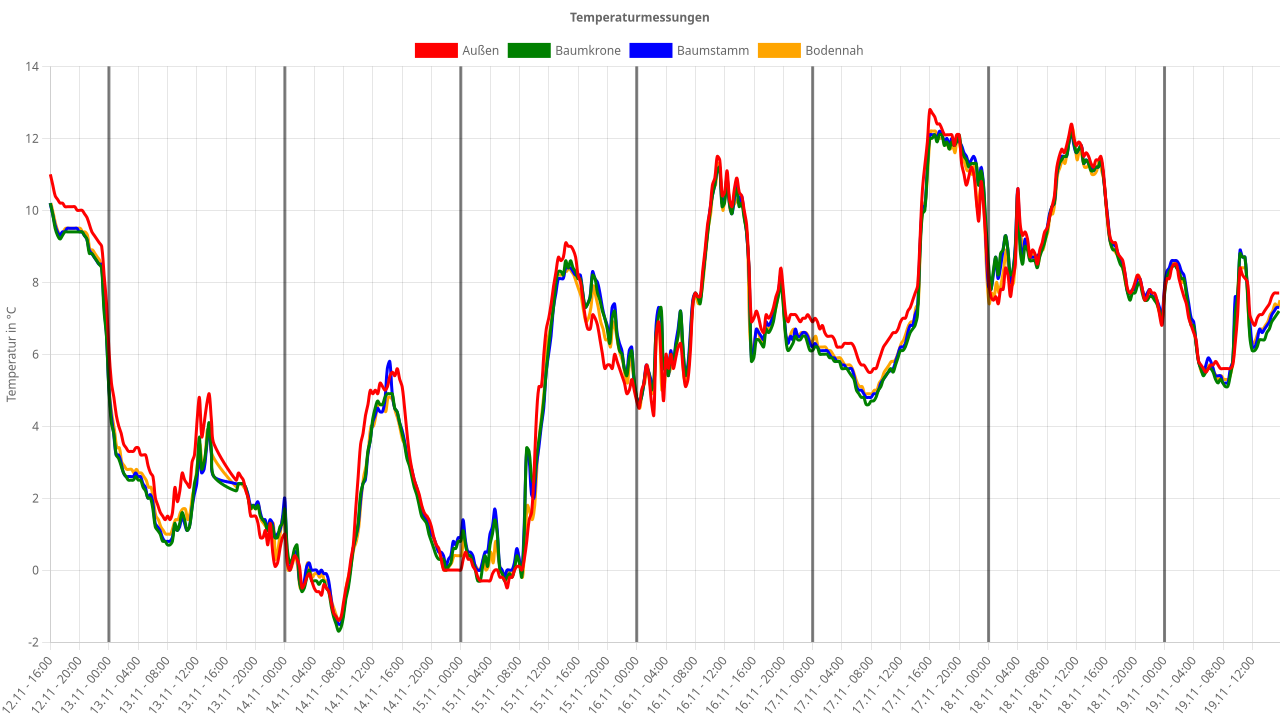 Temperaturmessungen
Außen Baumkrone Baumstamm Bodennah
Temperatur in °C
14
12
10
8
6
4
2
0
-2
12.11 - 16:00
12.11 - 20:00
13.11 - 00:00
13.11 - 04:00
13.11 - 08:00
13.11 - 12:00
13.11 - 16:00
13.11 - 20:00
14.11 - 00:00
14.11 - 04:00
14.11 - 08:00
14.11 - 12:00
14.11 - 16:00
14.11 - 20:00
15.11 - 00:00
15.11 - 04:00
15.11 - 08:00
15.11 - 12:00
15.11 - 16:00
15.11 - 20:00
16.11 - 00:00
16.11 - 04:00
16.11 - 08:00
16.11 - 12:00
16.11 - 16:00
16.11 - 20:00
17.11 - 00:00
17.11 - 04:00
17.11 - 08:00
17.11 - 12:00
17.11 - 16:00
17.11 - 20:00
18.11 - 00:00
18.11 - 04:00
18.11 - 08:00
18.11 - 12:00
18.11 - 16:00
18.11 - 20:00
19.11 - 00:00
19.11 - 04:00
19.11 - 08:00
19.11 - 12:00